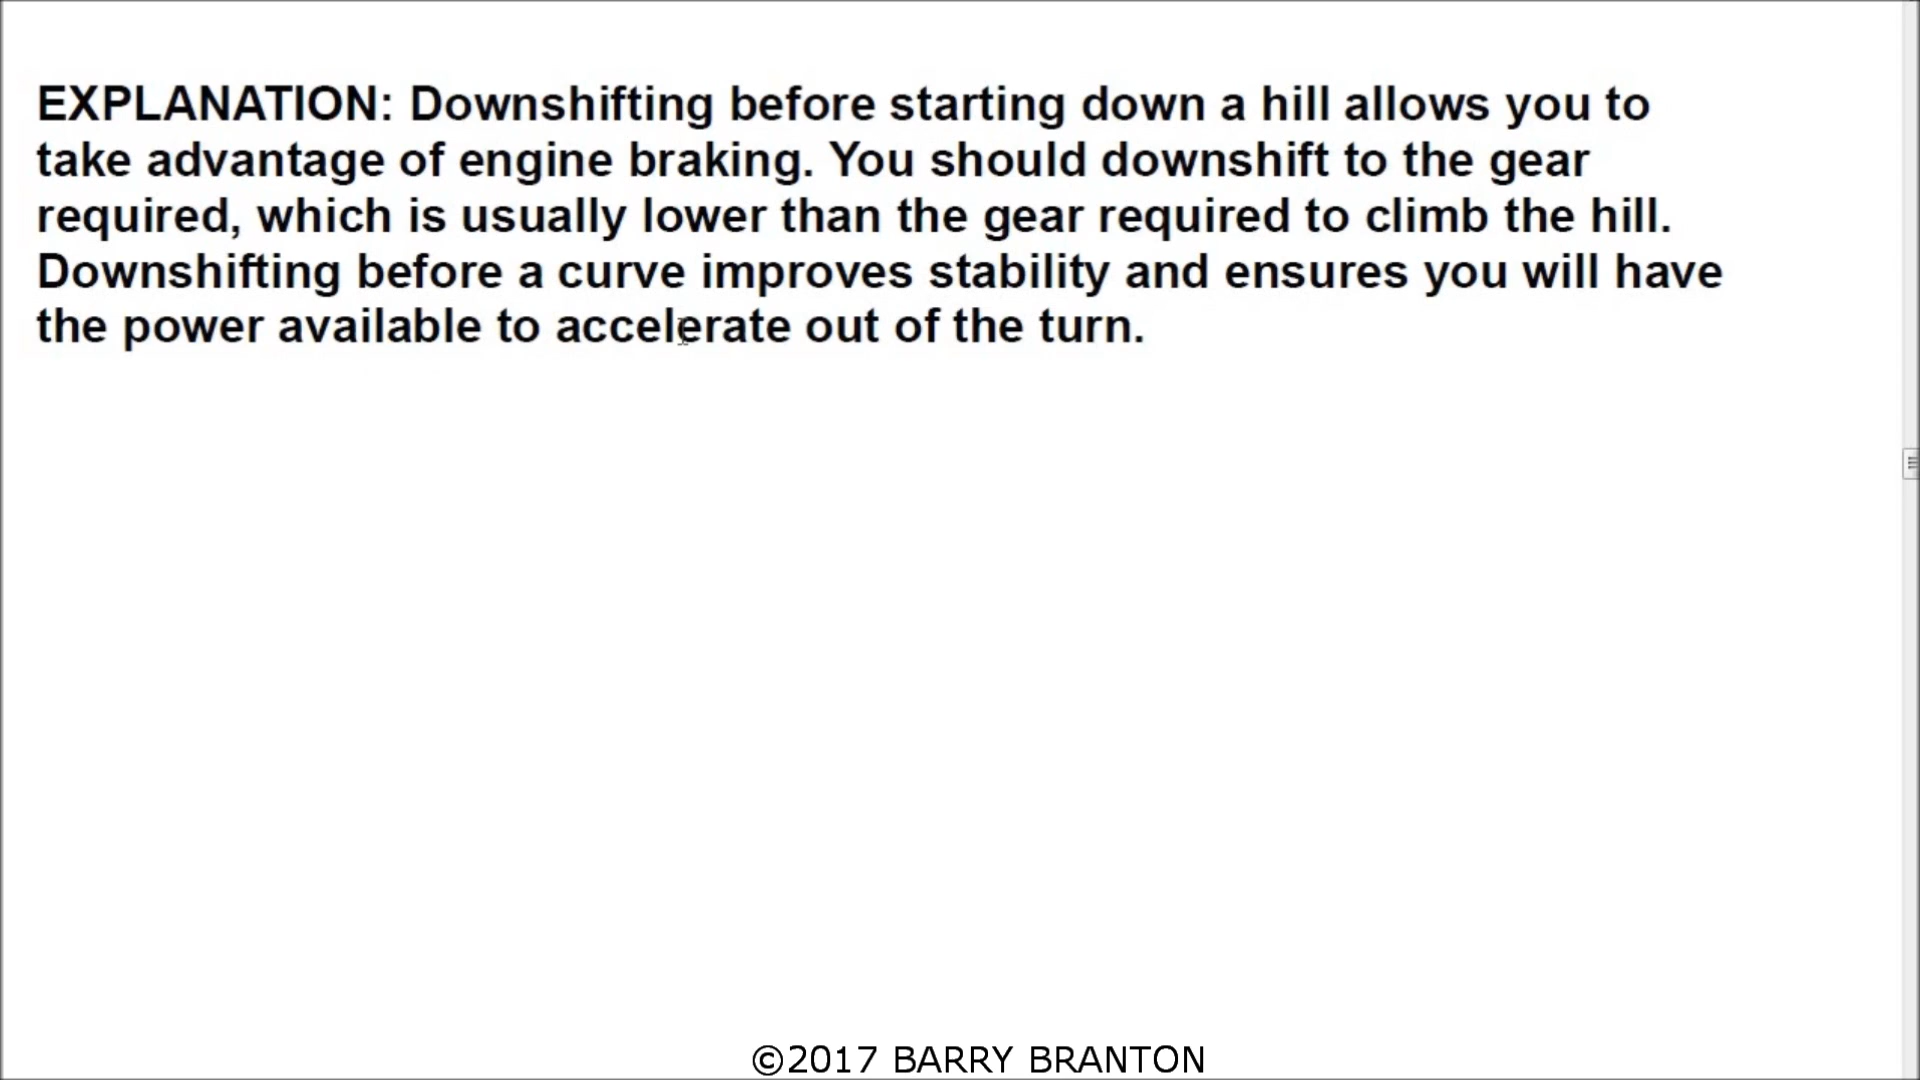 EXPLANATION: Downshifting before starting down a hill allows you to
take advantage of engine braking. You should downshift to the gear
required, which is usually lower than the gear required to climb the hill.
Downshifting before a curve improves stability and ensures you will have
the power available to accelerate out of the turn.
©2017 BARRY BRANTON